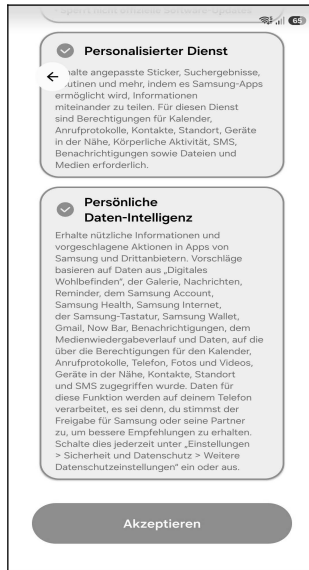 65
Personalisierter Dienst
angepasste Sticker, Suchergebnisse,
und mehr, indem es Samsung-Apps
ermöglicht wird, Informationen
miteinander zu teilen. Für diesen Dienst
sind Berechtigungen für Kalender,
Anrufprotokolle, Kontakte, Standort, Geräte
in der Nähe, Körperliche Aktivität, SMS,
Benachrichtigungen sowie Dateien und
Medien erforderlich.
Persönliche
Daten-Intelligenz
Erhalte nützliche Informationen und
vorgeschlagene Aktionen in Apps von
Samsung und Drittanbietern. Vorschläge
basieren auf Daten aus „Digitales
Wohlbefinden“, der Galerie, Nachrichten,
Reminder, dem Samsung Account,
Samsung Health, Samsung Internet,
der Samsung-Tastatur, Samsung Wallet,
Gmail, Now Bar, Benachrichtigungen, dem
Medienwiedergabeverlauf und Daten, auf die
über die Berechtigungen für den Kalender,
Anrufprotokolle, Telefon, Fotos und Videos,
Geräte in der Nähe, Kontakte, Standort
und SMS zugegriffen wurde. Daten für
diese Funktion werden auf deinem Telefon
verarbeitet, es sei denn, du stimmst der
Freigabe für Samsung oder seine Partner
zu, um bessere Empfehlungen zu erhalten.
Schalte dies jederzeit unter „Einstellungen
> Sicherheit und Datenschutz > Weitere
Datenschutzeinstellungen“ ein oder aus.
Akzeptieren